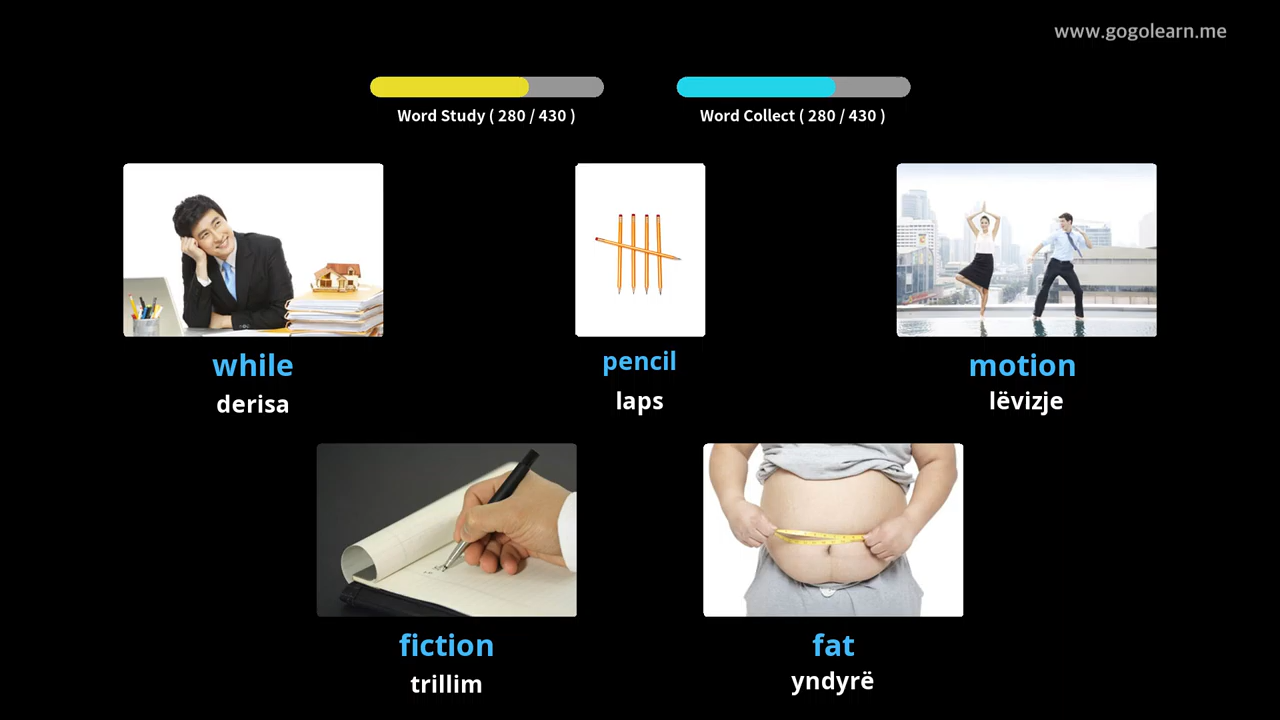 www.gogolearn.me
Word Study ( 280 / 430 )
Word Collect ( 280 / 430 )
while
derisa
pencil
laps
motion
lëvizje
fiction
trillim
fat
yndyrë